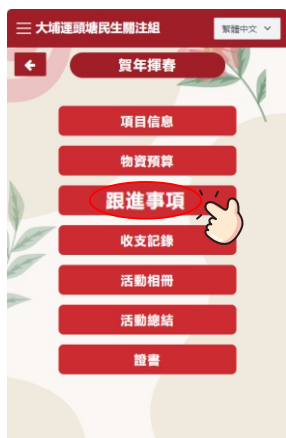 大埔運頭塘民生關注組
繁體中文
賀年揮春
項目信息
物資預算
跟進事項
收支記錄
活動相冊
活動總結
證書